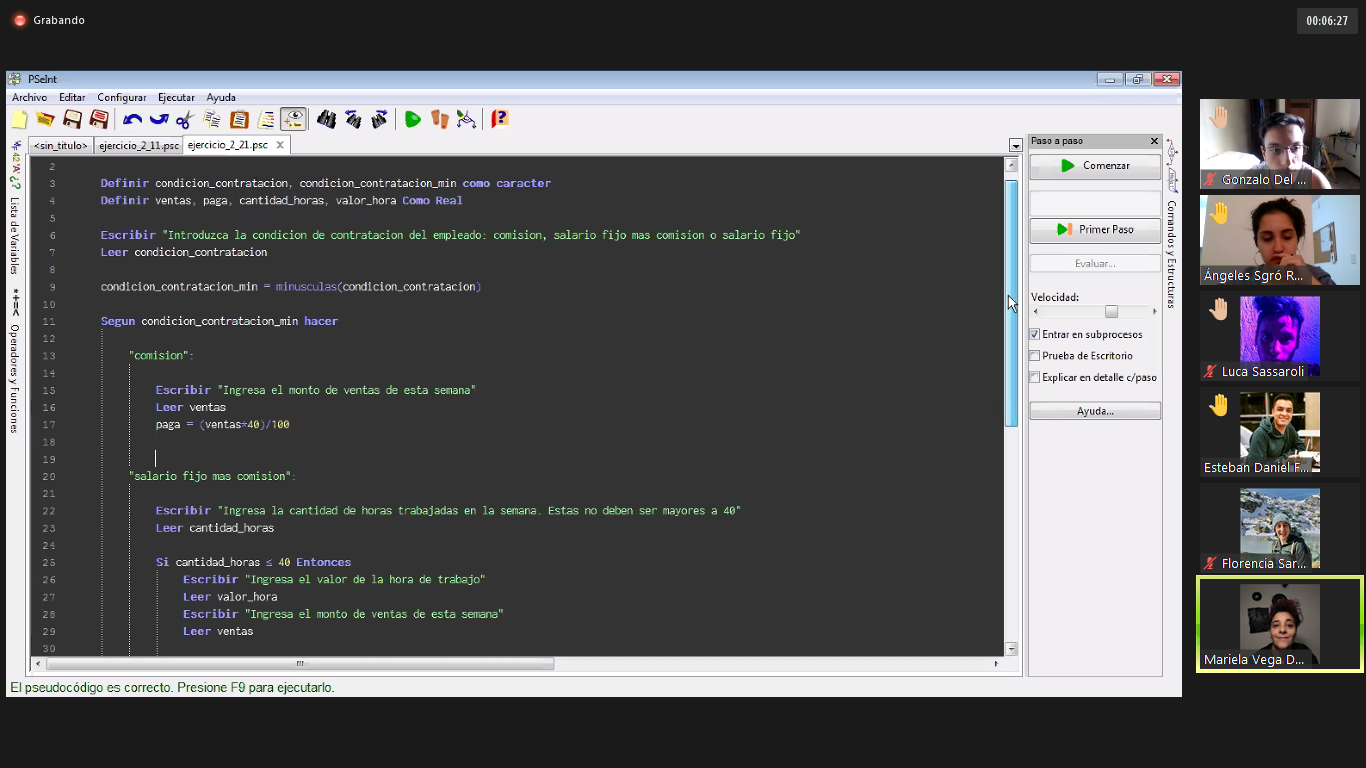 Grabando
00:06:27
PSeInt
Archivo Editar Configurar Ejecutar Ayuda
<sin_titulo> ejercicio_2_11.psc ejercicio_2_21.psc
Lista de Variables
Operadores y Funciones
2
3 Definir condicion_contratacion, condicion_contratacion_min como caracter
4 Definir ventas, paga, cantidad_horas, valor_hora Como Real
5
6 Escribir "Introduzca la condicion de contratacion del empleado: comision, salario fijo mas comision o salario fijo"
7 Leer condicion_contratacion
8
9 condicion_contratacion_min = minusculas(condicion_contratacion)
10
11 Segun condicion_contratacion_min hacer
12
13 "comision":
14
15 Escribir "Ingresa el monto de ventas de esta semana"
16 Leer ventas
17 paga = (ventas*40)/100
18
19
20 "salario fijo mas comision":
21
22 Escribir "Ingresa la cantidad de horas trabajadas en la semana. Estas no deben ser mayores a 40"
23 Leer cantidad_horas
24
25 Si cantidad_horas ≤ 40 Entonces
26 Escribir "Ingresa el valor de la hora de trabajo"
27 Leer valor_hora
28 Escribir "Ingresa el monto de ventas de esta semana"
29 Leer ventas
30
El pseudocódigo es correcto. Presione F9 para ejecutarlo.
Paso a paso
Comenzar
Primer Paso
Evaluar...
Velocidad:
Entrar en subprocesos
Prueba de Escritorio
Explicar en detalle c/paso
Ayuda...
Comandos y Estructuras
Gonzalo Del ...
Ángeles Sgró R...
Luca Sassaroli
Esteban Daniel F...
Florencia Sar...
Mariela Vega D...